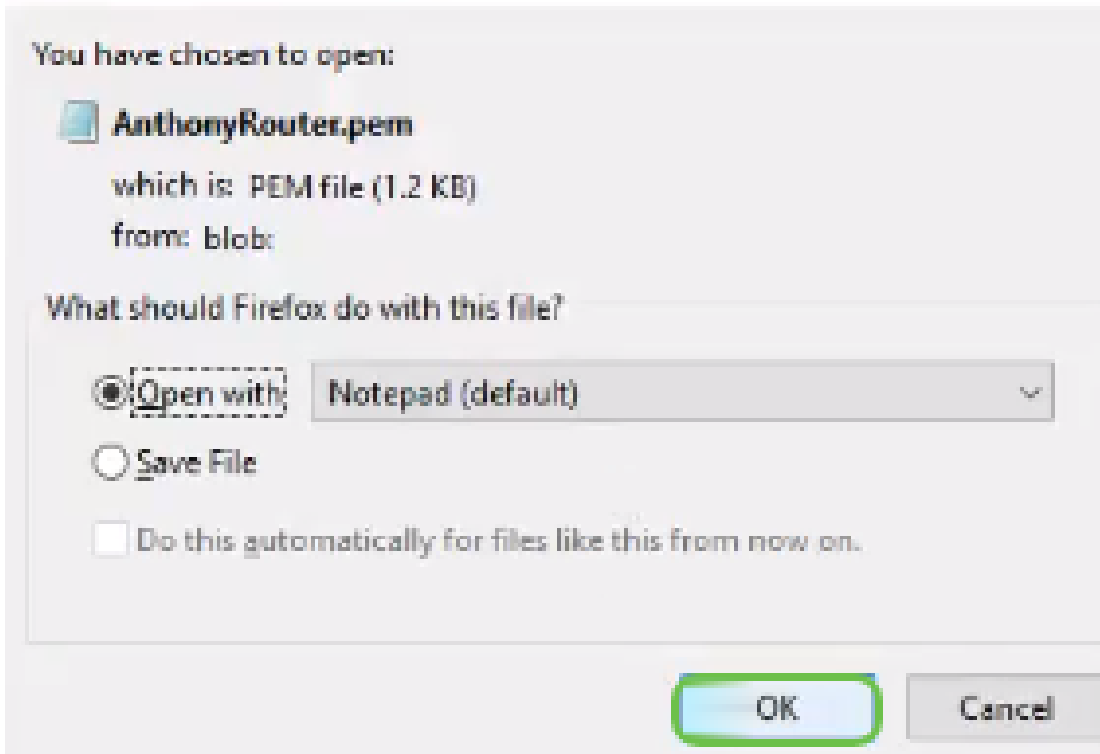 You have chosen to open:
AnthonyRouter.pem
which is: PEM file (1.2 KB)
from: blob:
What should Firefox do with this file?
Open with Notepad (default)
Save File
Do this automatically for files like this from now on.
OK Cancel